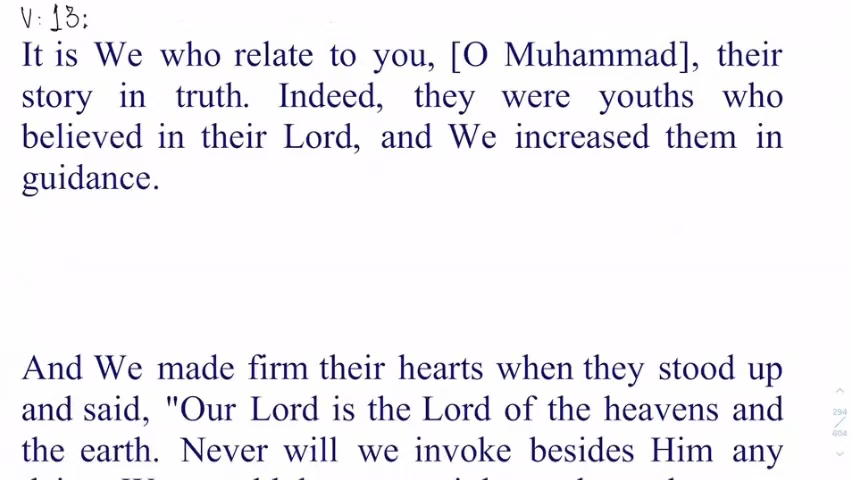 V: 13:
It is We who relate to you, [O Muhammad], their
story in truth. Indeed, they were youths who
believed in their Lord, and We increased them in
guidance.
And We made firm their hearts when they stood up
and said, "Our Lord is the Lord of the heavens and
the earth. Never will we invoke besides Him any
294
604